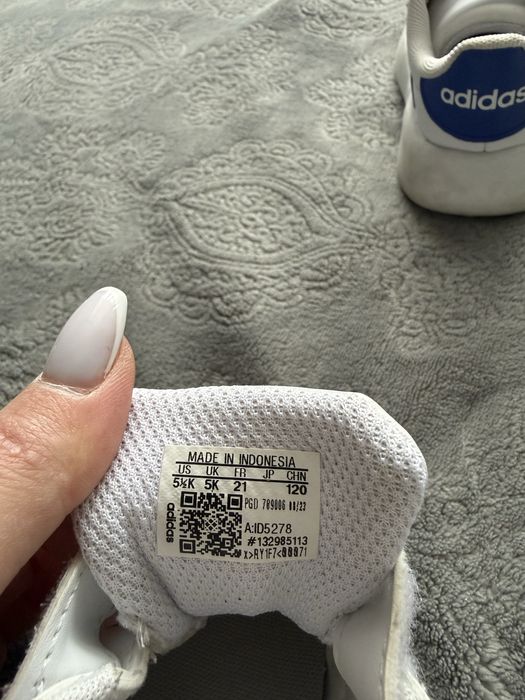 adidas
MADE IN INDONESIA
US UK FR JP CHN
5½K 5K 21 120
PGD 789006 08/23
adidas
A:ID5278
#132985113